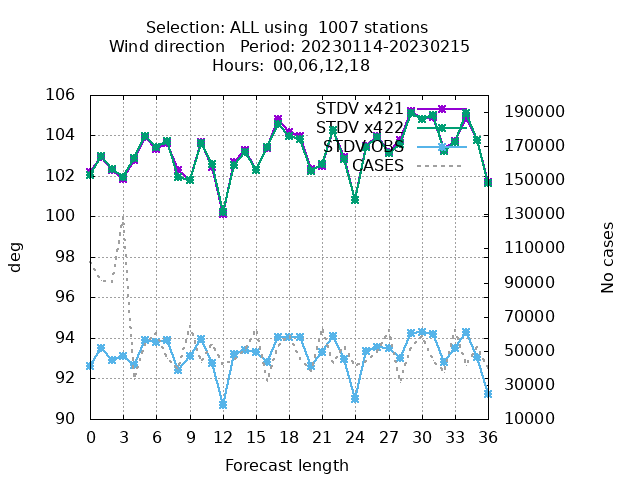 Selection: ALL using  1007 stations
Wind direction   Period: 20230114-20230215
Hours:  00,06,12,18
STDV x421
STDV x422
STDV OBS
CASES
106
104
102
100
98
96
94
92
90
190000
170000
150000
130000
110000
90000
70000
50000
30000
10000
deg
No cases
0 3 6 9 12 15 18 21 24 27 30 33 36
Forecast length